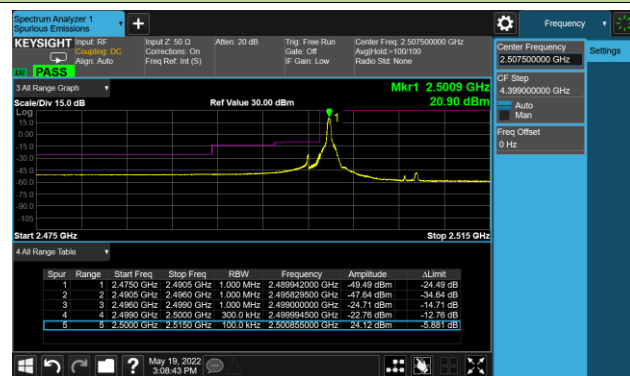 Spectrum Analyzer 1
Spurious Emissions
Frequency
KEYSIGHT Input: RF Input Z: 50 Ω Atten: 20 dB Trig: Free Run Center Freq: 2.507500000 GHz
Coupling: DC Corrections: On Gate: Off Avg|Hold:>100/100
Align: Auto Freq Ref: Int (S) IF Gain: Low Radio Std: None
PASS
Center Frequency
2.507500000 GHz
Settings
CF Step
4.399000000 GHz
Auto
Man
Freq Offset
0 Hz
3 All Range Graph
Mkr1 2.5009 GHz
Scale/Div 15.0 dB Ref Value 30.00 dBm 20.90 dBm
Log
15.0
0.00
-15.0
-30.0
-45.0
-60.0
-75.0
-90.0
-105
1
Start 2.475 GHz Stop 2.515 GHz
4 All Range Table
Spur Range Start Freq Stop Freq RBW Frequency Amplitude ΔLimit
1 1 2.4750 GHz 2.4905 GHz 1.000 MHz 2.489942000 GHz -49.49 dBm -24.49 dB
2 2 2.4905 GHz 2.4960 GHz 1.000 MHz 2.495829500 GHz -47.64 dBm -34.64 dB
3 3 2.4960 GHz 2.4990 GHz 1.000 MHz 2.499000000 GHz -24.71 dBm -14.71 dB
4 4 2.4990 GHz 2.5000 GHz 300.0 kHz 2.499994500 GHz -22.76 dBm -12.76 dB
5 5 2.5000 GHz 2.5150 GHz 100.0 kHz 2.500855000 GHz 24.12 dBm -5.881 dB
May 19, 2022
3:08:43 PM